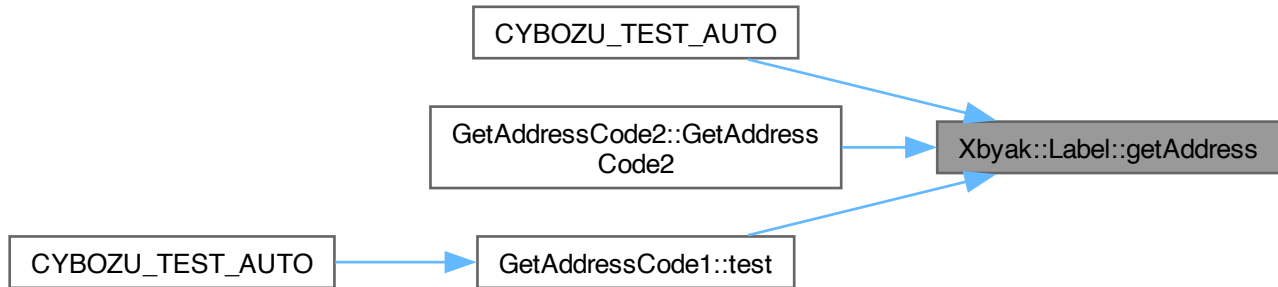 CYBOZU_TEST_AUTO
GetAddressCode2::GetAddress
Code2
Xbyak::Label::getAddress
CYBOZU_TEST_AUTO
GetAddressCode1::test